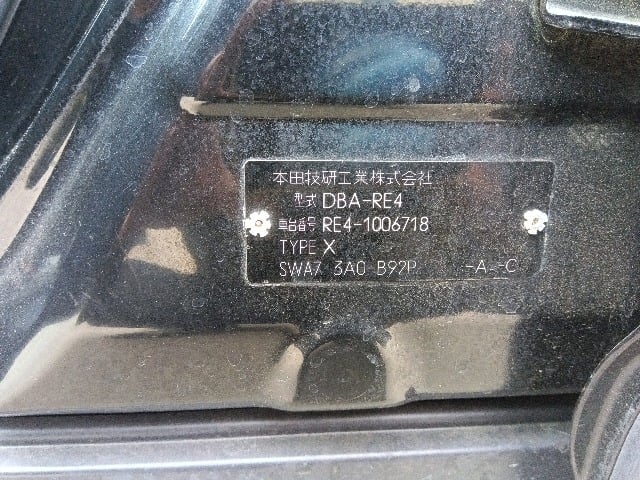 本田技研工業株式会社
型式 DBA-RE4
車台番号 RE4-1006718
TYPE X
SWA7 3A0 B92P -A--C